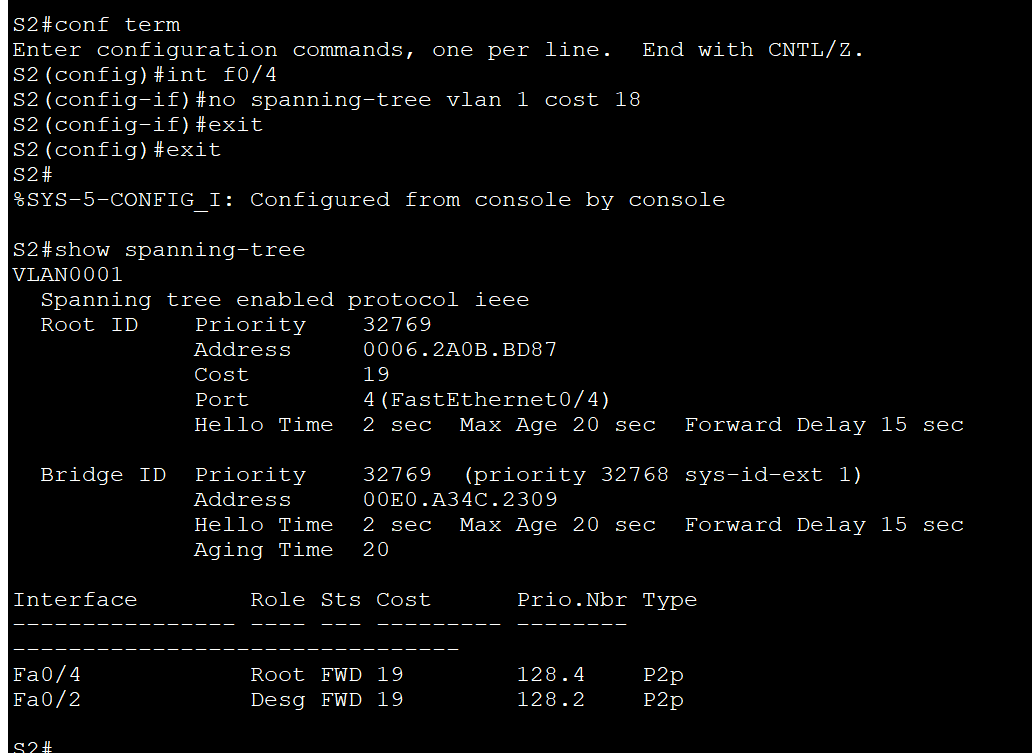 S2#conf term
Enter configuration commands, one per line.  End with CNTL/Z.
S2(config)#int f0/4
S2(config-if)#no spanning-tree vlan 1 cost 18
S2(config-if)#exit
S2(config)#exit
S2#
%SYS-5-CONFIG_I: Configured from console by console

S2#show spanning-tree
VLAN0001
  Spanning tree enabled protocol ieee
  Root ID    Priority    32769
             Address     0006.2A0B.BD87
             Cost        19
             Port        4(FastEthernet0/4)
             Hello Time  2 sec  Max Age 20 sec  Forward Delay 15 sec

  Bridge ID  Priority    32769  (priority 32768 sys-id-ext 1)
             Address     00E0.A34C.2309
             Hello Time  2 sec  Max Age 20 sec  Forward Delay 15 sec
             Aging Time  20

Interface        Role Sts Cost      Prio.Nbr Type
---------------- ---- --- --------- --------
--------------------------------
Fa0/4            Root FWD 19        128.4    P2p
Fa0/2            Desg FWD 19        128.2    P2p

S2#